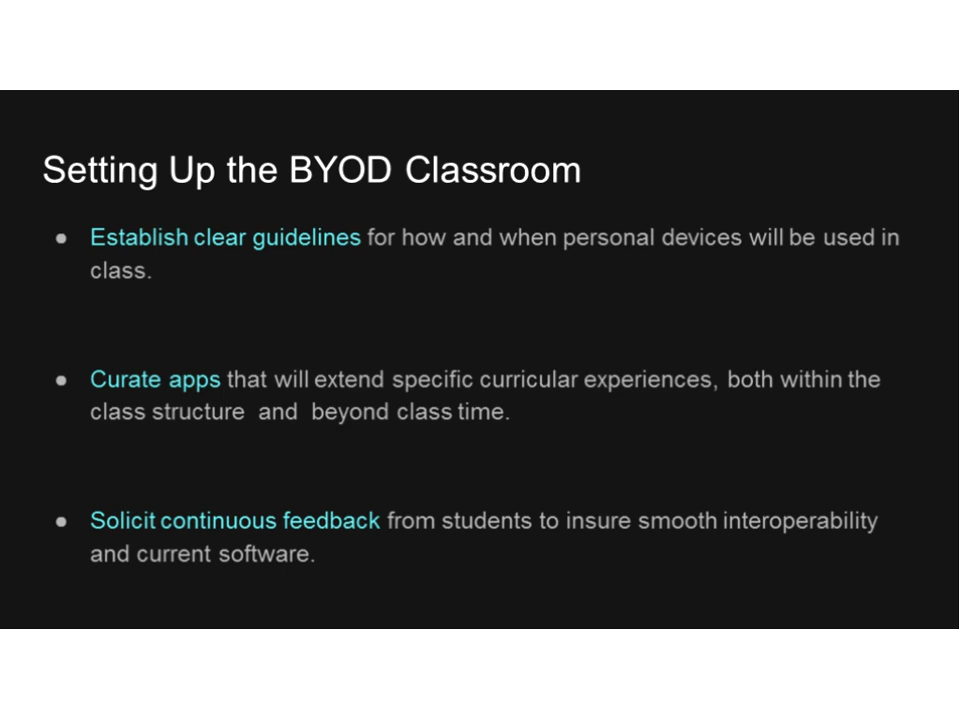 Setting Up the BYOD Classroom
● Establish clear guidelines for how and when personal devices will be used in
class.
● Curate apps that will extend specific curricular experiences, both within the
class structure  and  beyond class time.
● Solicit continuous feedback from students to insure smooth interoperability
and current software.